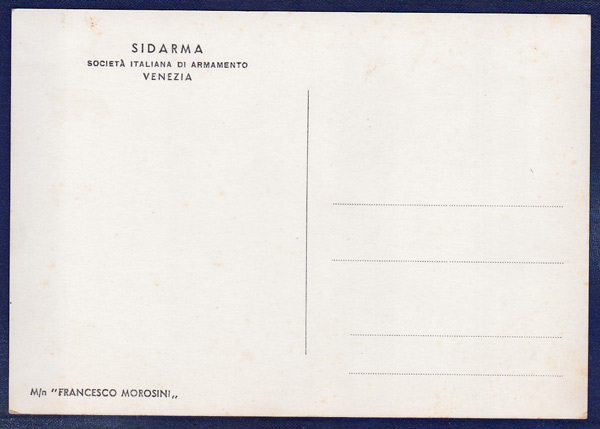 SIDARMA
SOCIETÀ ITALIANA DI ARMAMENTO
VENEZIA
M/n "FRANCESCO MOROSINI„